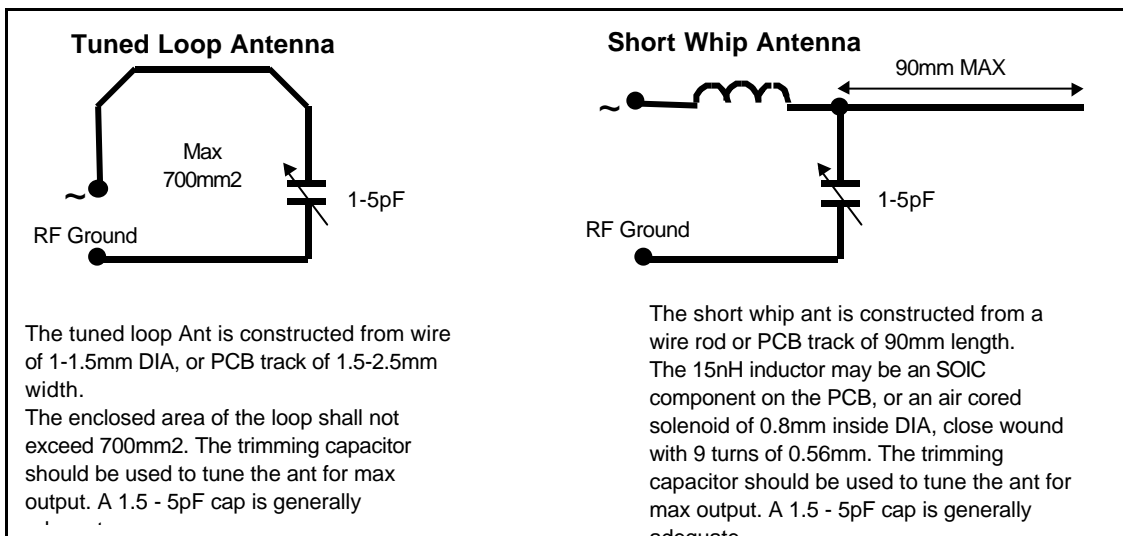 Tuned Loop Antenna
Max
700mm2
~
1-5pF
RF Ground
The tuned loop Ant is constructed from wire
of 1-1.5mm DIA, or PCB track of 1.5-2.5mm
width.
The enclosed area of the loop shall not
exceed 700mm2. The trimming capacitor
should be used to tune the ant for max
output. A 1.5 - 5pF cap is generally
Short Whip Antenna
90mm MAX
~
1-5pF
RF Ground
The short whip ant is constructed from a
wire rod or PCB track of 90mm length.
The 15nH inductor may be an SOIC
component on the PCB, or an air cored
solenoid of 0.8mm inside DIA, close wound
with 9 turns of 0.56mm. The trimming
capacitor should be used to tune the ant for
max output. A 1.5 - 5pF cap is generally
adequate